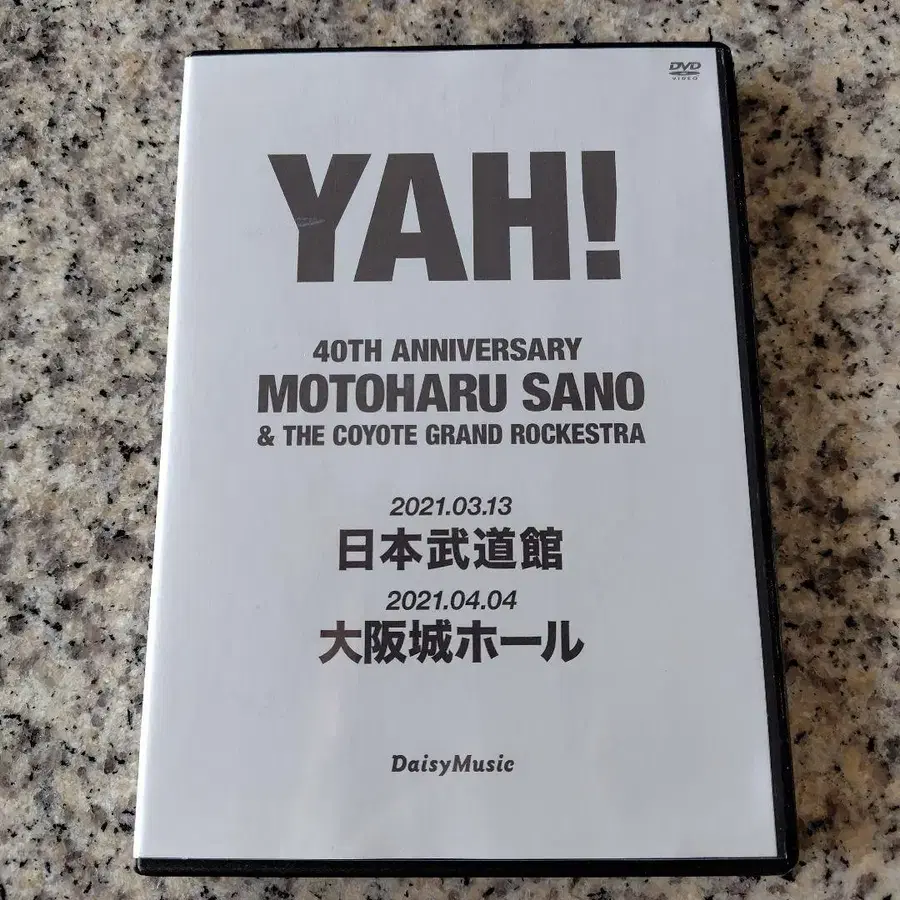 DVD
VIDEO
YAH!
40TH ANNIVERSARY
MOTOHARU SANO
& THE COYOTE GRAND ROCKESTRA
2021.03.13
日本武道館
2021.04.04
大阪城ホール
DaisyMusic